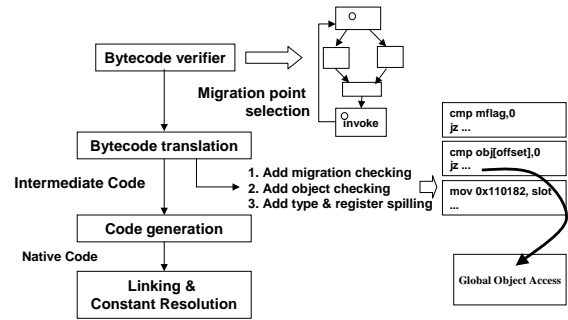 Bytecode verifier
Migration point
selection
invoke
Bytecode translation
1. Add migration checking
2. Add object checking
3. Add type & register spilling
cmp mflag,0
jz ...
cmp obj[offset],0
jz ...
mov 0x110182, slot
...
Intermediate Code
Code generation
Native Code
Linking &
Constant Resolution
Global Object Access